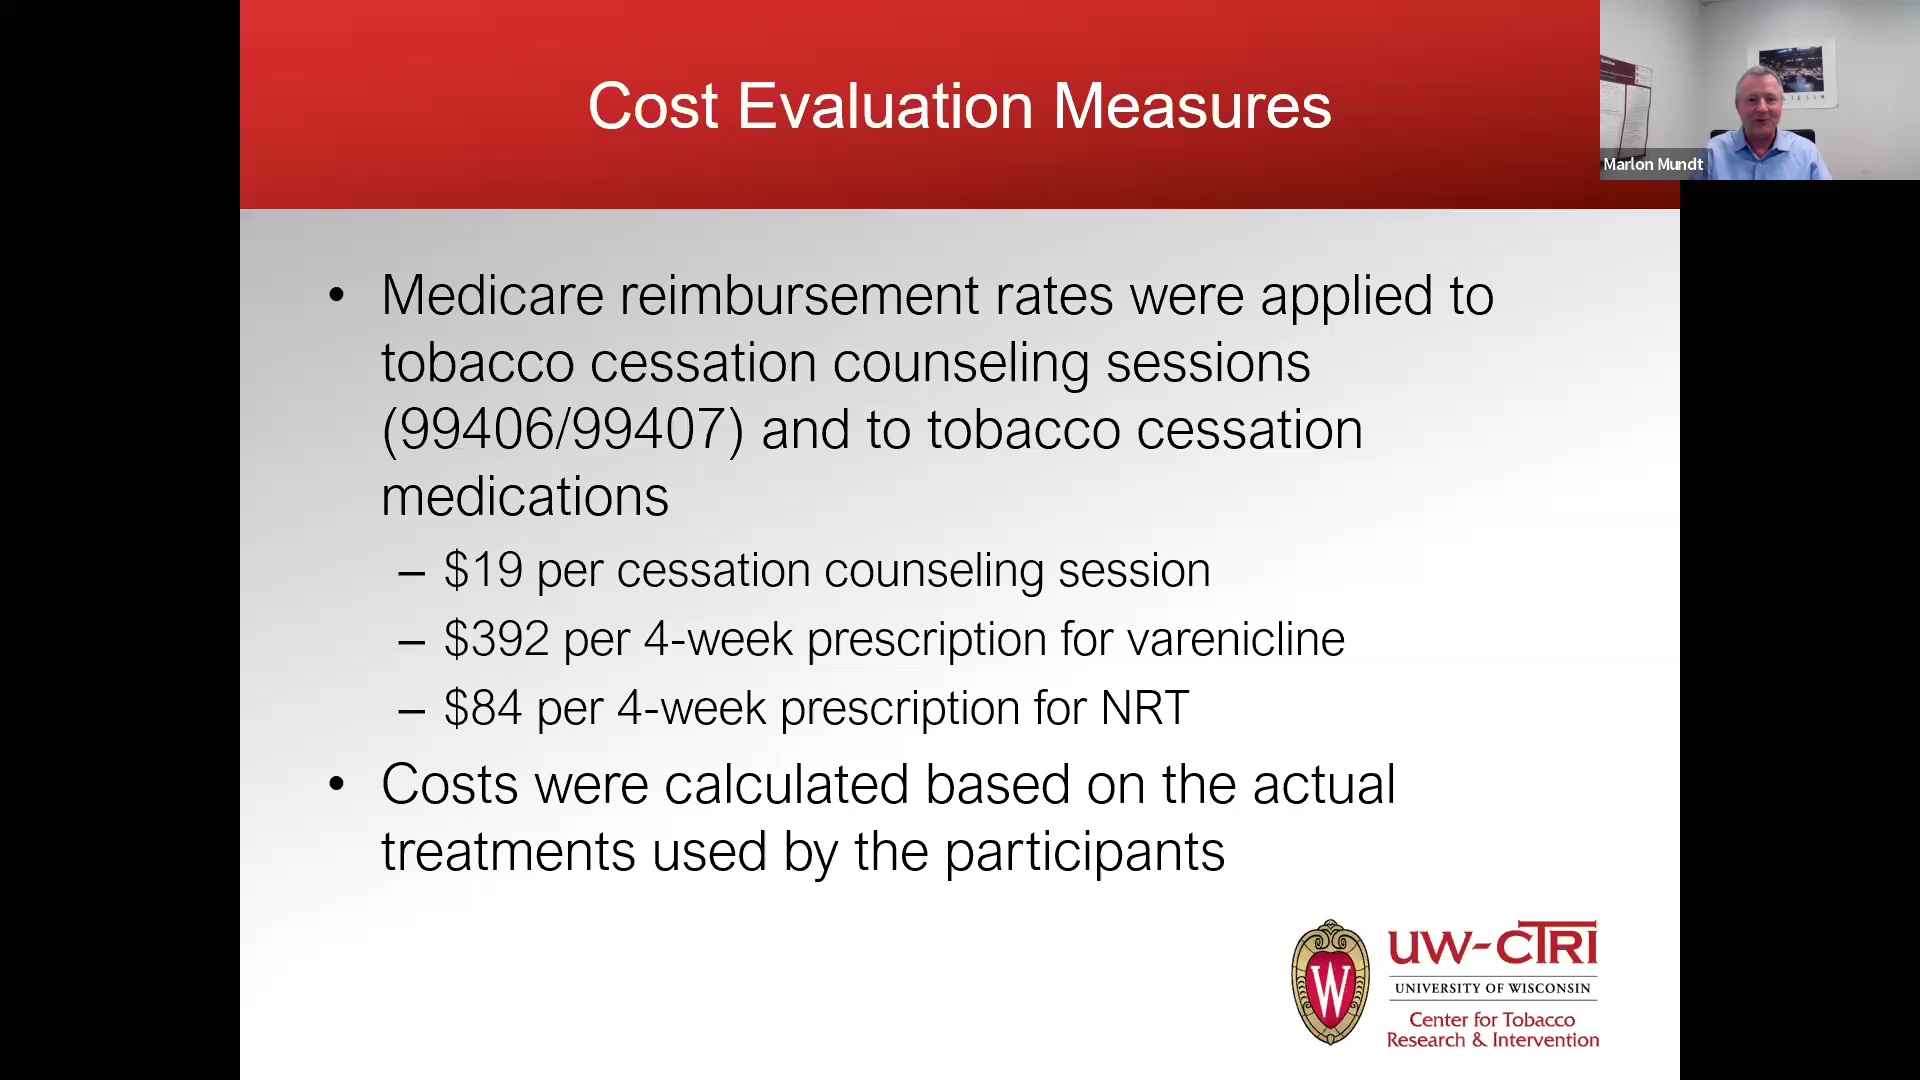 Cost Evaluation Measures
Marlon Mundt
• Medicare reimbursement rates were applied to
tobacco cessation counseling sessions
(99406/99407) and to tobacco cessation
medications
– $19 per cessation counseling session
– $392 per 4-week prescription for varenicline
– $84 per 4-week prescription for NRT
• Costs were calculated based on the actual
treatments used by the participants
W
UW-CTRI
UNIVERSITY OF WISCONSIN
Center for Tobacco
Research & Intervention